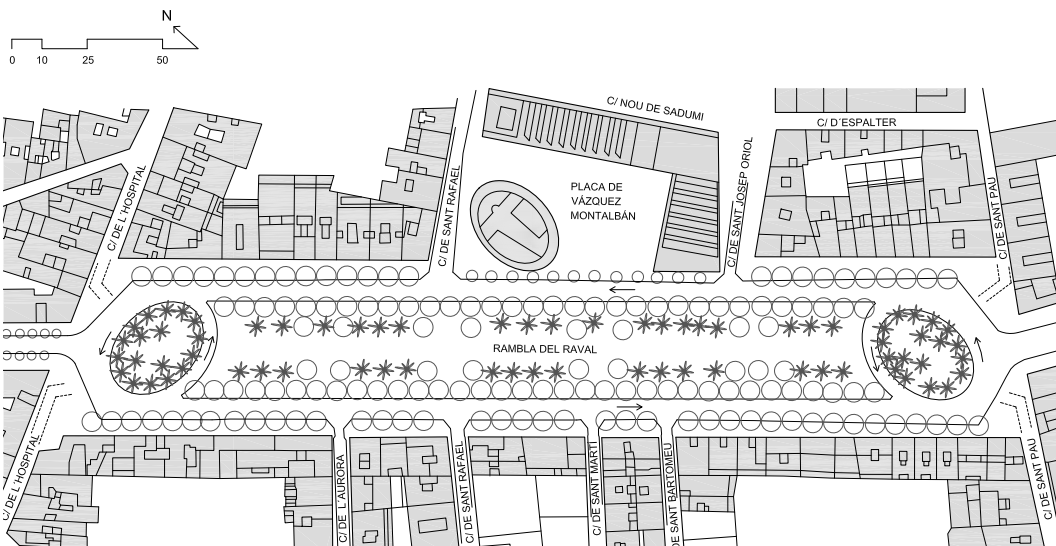 N
0 10 25 50
C/ NOU DE SADUMI
C/ D´ESPALTER
C/ DE L´HOSPITAL
C/ DE SANT RAFAEL
PLACA DE
VÁZQUEZ
MONTALBÁN
C/ DE SANT JOSEP ORIOL
C/ DE SANT PAU
RAMBLA DEL RAVAL
C/ DE L´HOSPITAL
C/ DE L´AURORA
C/ DE SANT RAFAEL
C/ DE SANT MARTÍ
C/ DE SANT BARTOMEU
C/ DE SANT PAU